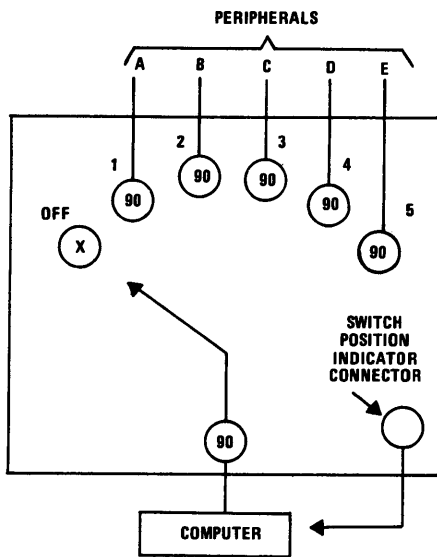 PERIPHERALS
A B C D E
1 2 3 4 5
90 90 90 90 90
OFF
X
SWITCH
POSITION
INDICATOR
CONNECTOR
90
COMPUTER